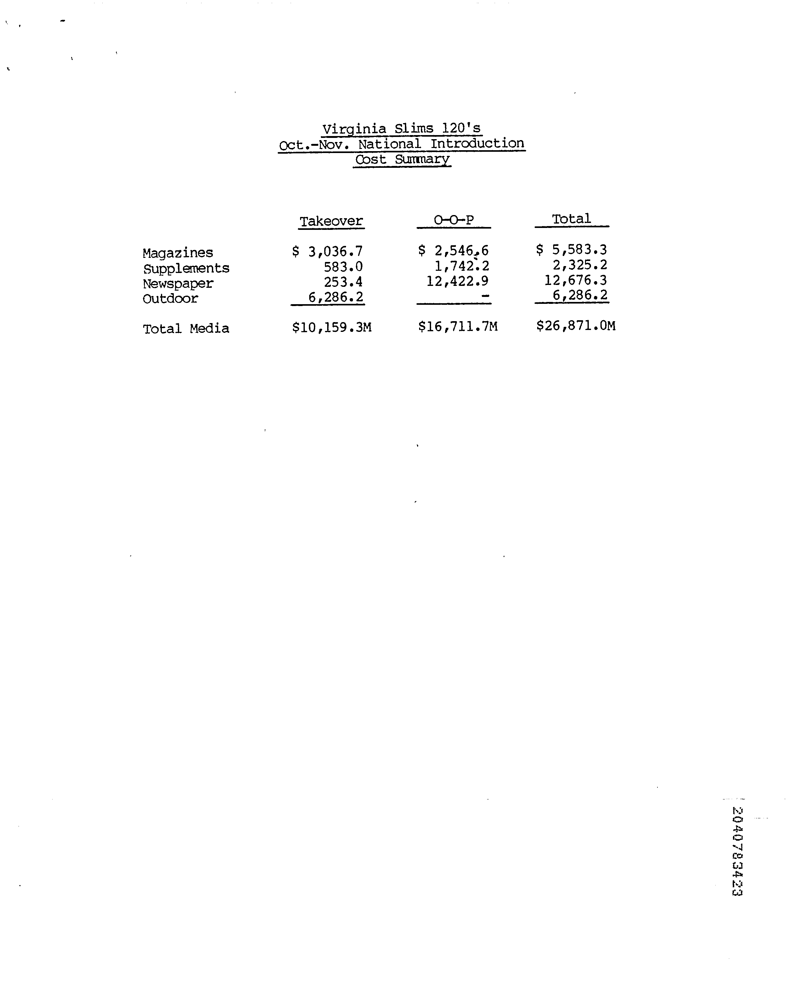 Virginia Slims 120's
Oct.-Nov. National Introduction
Cost Summary
Takeover O-O-P Total
Magazines $ 3,036.7 $ 2,546.6 $ 5,583.3
Supplements 583.0 1,742.2 2,325.2
Newspaper 253.4 12,422.9 12,676.3
Outdoor 6,286.2 - 6,286.2
Total Media $10,159.3M $16,711.7M $26,871.0M
2040783423